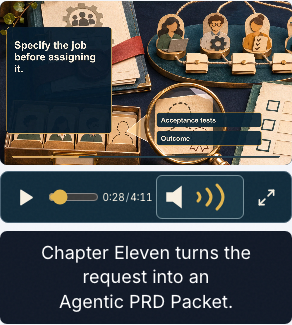 Specify the job
before assigning
it.
Acceptance tests
Outcome
0:28/4:11
Chapter Eleven turns the
request into an
Agentic PRD Packet.